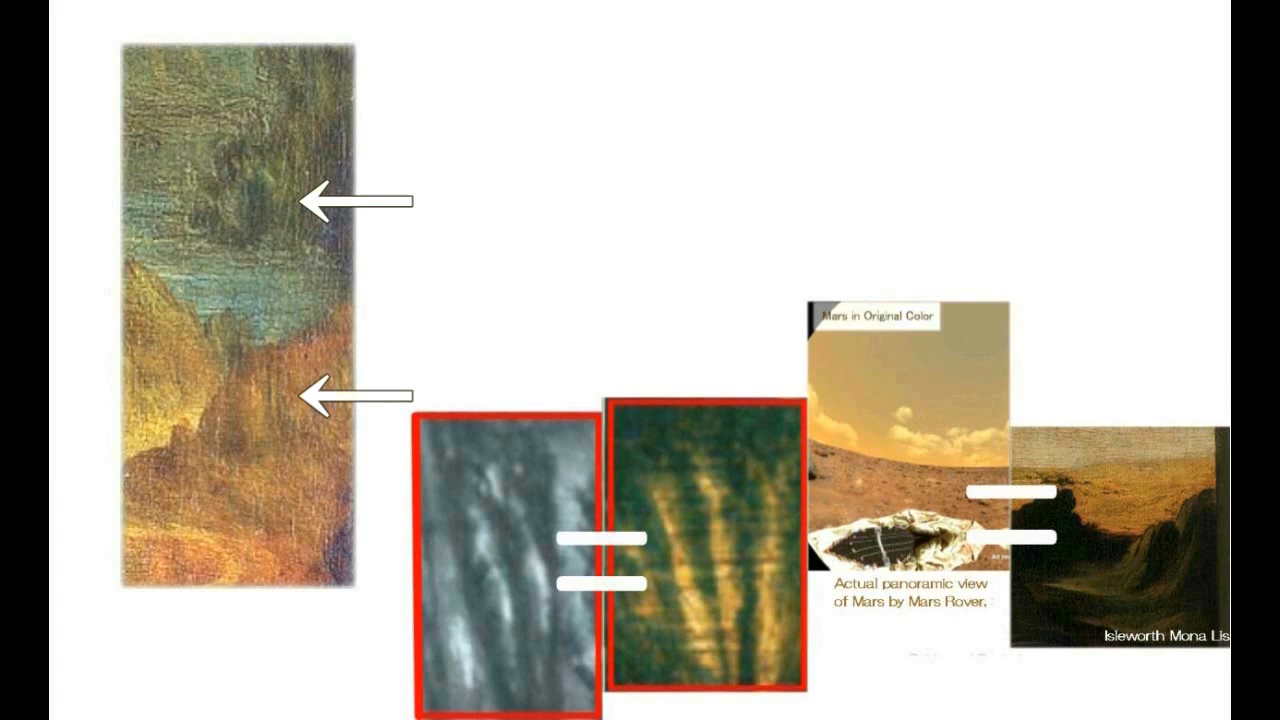 Mars in Original Color
Actual panoramic view
of Mars by Mars Rover,
Isleworth Mona Lis